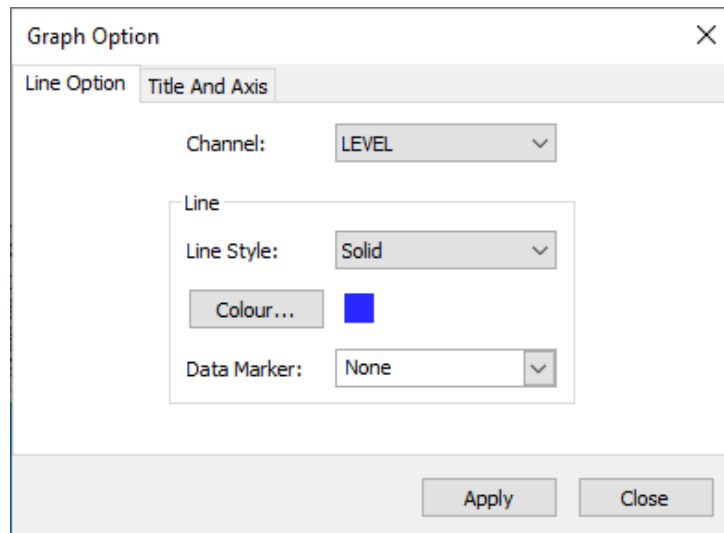 Graph Option
Line Option Title And Axis
Channel: LEVEL
Line
Line Style: Solid
Colour...
Data Marker: None
Apply Close